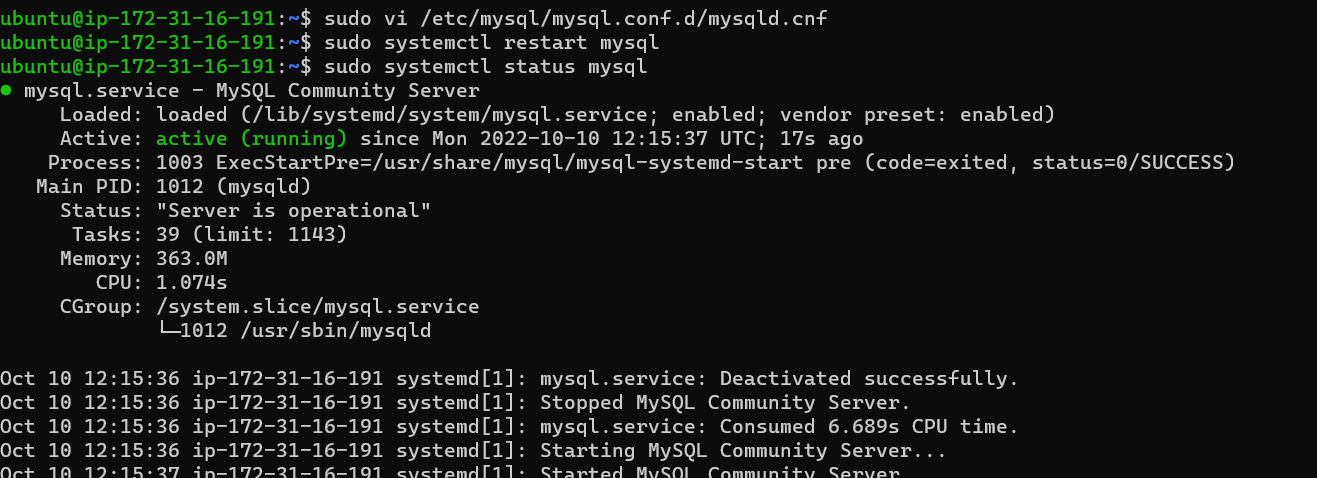 ubuntu@ip-172-31-16-191:~$ sudo vi /etc/mysql/mysql.conf.d/mysqld.cnf
ubuntu@ip-172-31-16-191:~$ sudo systemctl restart mysql
ubuntu@ip-172-31-16-191:~$ sudo systemctl status mysql
● mysql.service - MySQL Community Server
     Loaded: loaded (/lib/systemd/system/mysql.service; enabled; vendor preset: enabled)
     Active: active (running) since Mon 2022-10-10 12:15:37 UTC; 17s ago
    Process: 1003 ExecStartPre=/usr/share/mysql/mysql-systemd-start pre (code=exited, status=0/SUCCESS)
   Main PID: 1012 (mysqld)
     Status: "Server is operational"
      Tasks: 39 (limit: 1143)
     Memory: 363.0M
        CPU: 1.074s
     CGroup: /system.slice/mysql.service
             └─1012 /usr/sbin/mysqld

Oct 10 12:15:36 ip-172-31-16-191 systemd[1]: mysql.service: Deactivated successfully.
Oct 10 12:15:36 ip-172-31-16-191 systemd[1]: Stopped MySQL Community Server.
Oct 10 12:15:36 ip-172-31-16-191 systemd[1]: mysql.service: Consumed 6.689s CPU time.
Oct 10 12:15:36 ip-172-31-16-191 systemd[1]: Starting MySQL Community Server...
Oct 10 12:15:37 ip-172-31-16-191 systemd[1]: Started MySQL Community Server